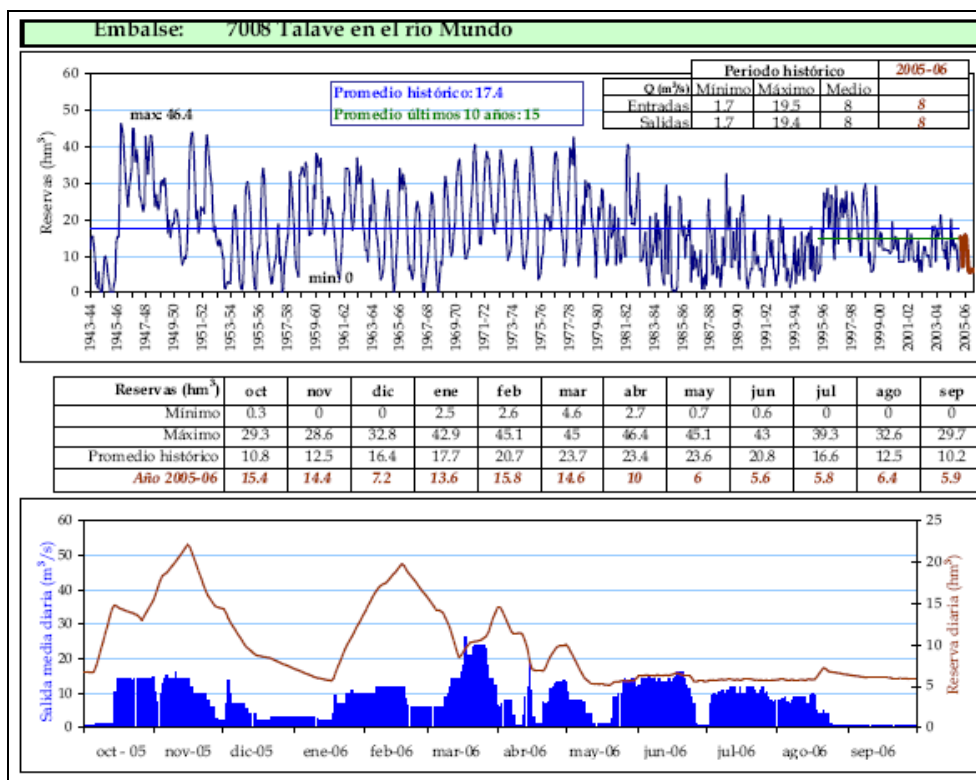 Embalse: 7008 Talave en el rio Mundo
Periodo histórico 2005-06
Q (m³/s) Mínimo Máximo Medio
Entradas 1.7 19.5 8 8
Salidas 1.7 19.4 8 8
Promedio histórico: 17.4
Promedio últimos 10 años: 15
max: 46.4
min: 0
Reservas (hm³)
60
50
40
30
20
10
0
1943-44 1945-46 1947-48 1949-50 1951-52 1953-54 1955-56 1957-58 1959-60 1961-62 1963-64 1965-66 1967-68 1969-70 1971-72 1973-74 1975-76 1977-78 1979-80 1981-82 1983-84 1985-86 1987-88 1989-90 1991-92 1993-94 1995-96 1997-98 1999-00 2001-02 2003-04 2005-06
Reservas (hm³) oct nov dic ene feb mar abr may jun jul ago sep
Mínimo 0.3 0 0 2.5 2.6 4.6 2.7 0.7 0.6 0 0 0
Máximo 29.3 28.6 32.8 42.9 45.1 45 46.4 45.1 43 39.3 32.6 29.7
Promedio histórico 10.8 12.5 16.4 17.7 20.7 23.7 23.4 23.6 20.8 16.6 12.5 10.2
Año 2005-06 15.4 14.4 7.2 13.6 15.8 14.6 10 6 5.6 5.8 6.4 5.9
Salida media diaria (m³/s)
60
50
40
30
20
10
0
Reserva diaria (hm³)
25
20
15
10
5
0
oct - 05 nov-05 dic-05 ene-06 feb-06 mar-06 abr-06 may-06 jun-06 jul-06 ago-06 sep-06